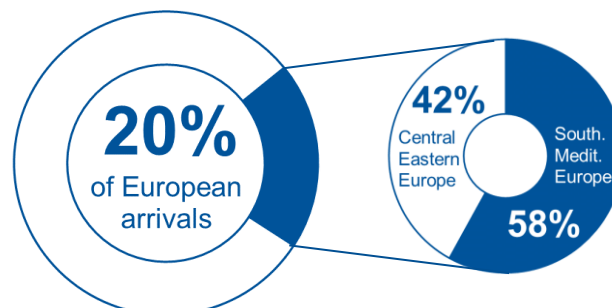 20%
of European
arrivals
42%
Central
Eastern
Europe
South.
Medit.
Europe
58%